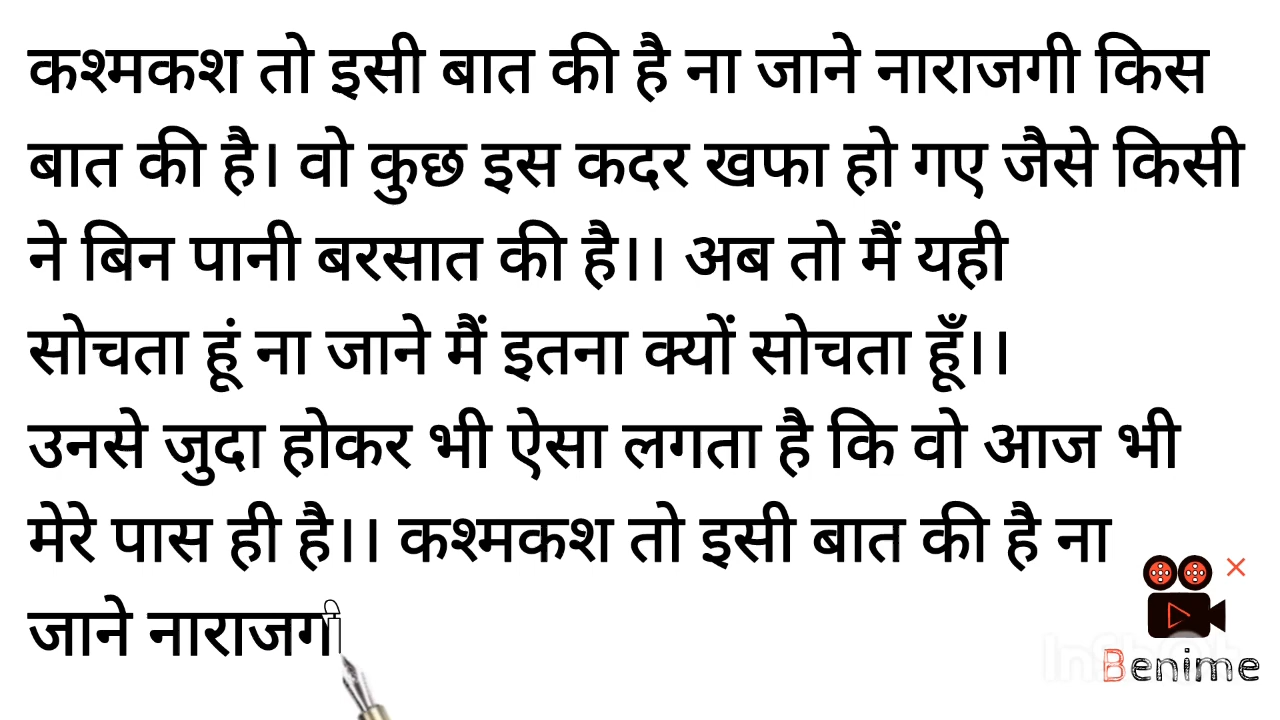 कश्मकश तो इसी बात की है ना जाने नाराजगी किस
बात की है। वो कुछ इस कदर खफा हो गए जैसे किसी
ने बिन पानी बरसात की है।। अब तो मैं यही
सोचता हूं ना जाने मैं इतना क्यों सोचता हूँ।।
उनसे जुदा होकर भी ऐसा लगता है कि वो आज भी
मेरे पास ही है।। कश्मकश तो इसी बात की है ना
जाने नाराजगी
Benime